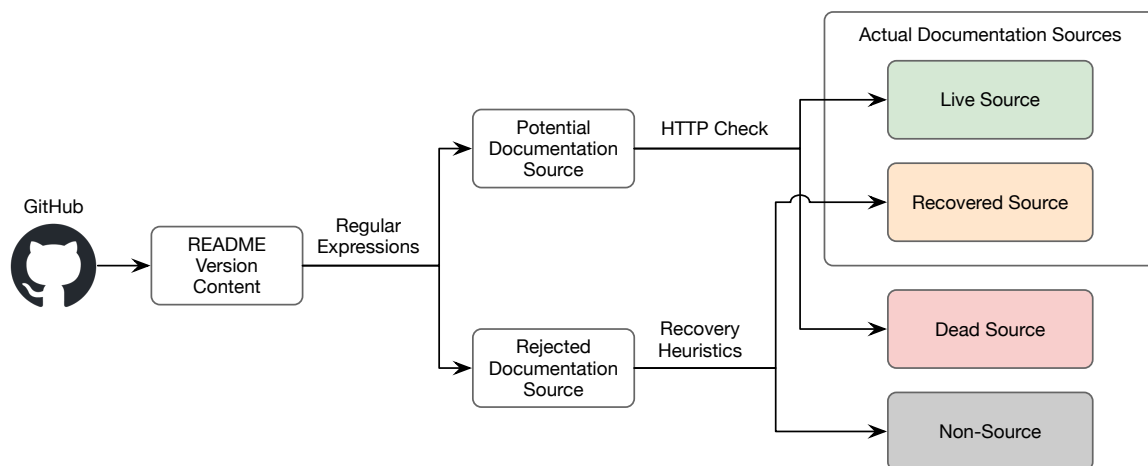 Actual Documentation Sources
Live Source
Potential
Documentation
Source
HTTP Check
Recovered Source
GitHub
README
Version
Content
Regular
Expressions
Dead Source
Rejected
Documentation
Source
Recovery
Heuristics
Non-Source